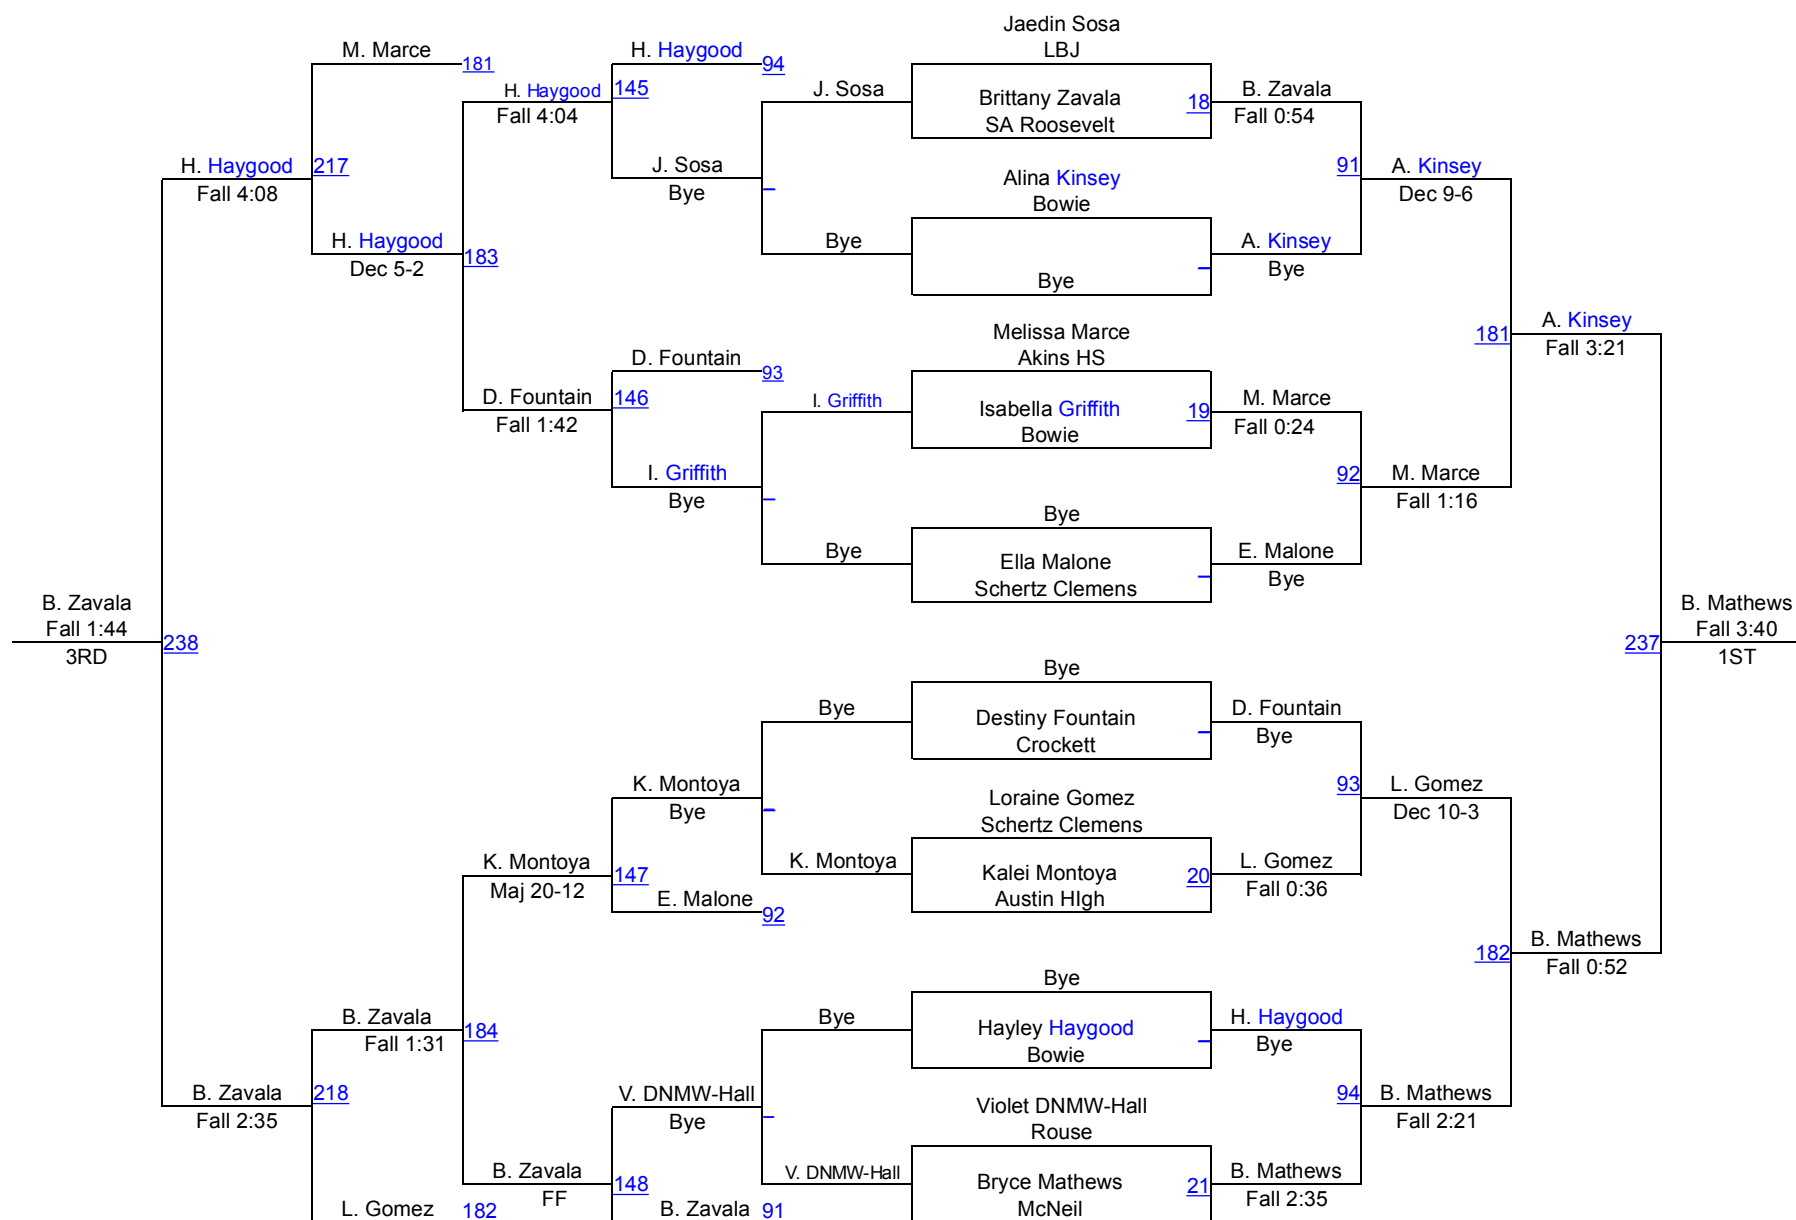 Jaedin Sosa
LBJ
M. Marce
181
H. Haygood
94
H. Haygood
Fall 4:04
145
J. Sosa
Brittany Zavala
SA Roosevelt
18
B. Zavala
Fall 0:54
H. Haygood
Fall 4:08
217
J. Sosa
Bye
Alina Kinsey
Bowie
91
A. Kinsey
Dec 9-6
H. Haygood
Dec 5-2
183
Bye
Bye
A. Kinsey
Bye
Melissa Marce
Akins HS
181
A. Kinsey
Fall 3:21
D. Fountain
93
D. Fountain
Fall 1:42
146
I. Griffith
Isabella Griffith
Bowie
19
M. Marce
Fall 0:24
I. Griffith
Bye
92
M. Marce
Fall 1:16
Bye
Bye
Ella Malone
Schertz Clemens
E. Malone
Bye
B. Zavala
Fall 1:44
3RD
238
237
B. Mathews
Fall 3:40
1ST
Bye
Bye
Destiny Fountain
Crockett
D. Fountain
Bye
K. Montoya
Bye
Loraine Gomez
Schertz Clemens
93
L. Gomez
Dec 10-3
K. Montoya
Maj 20-12
147
K. Montoya
Kalei Montoya
Austin HIgh
20
L. Gomez
Fall 0:36
E. Malone
92
182
B. Mathews
Fall 0:52
Bye
B. Zavala
Fall 1:31
184
Bye
Hayley Haygood
Bowie
H. Haygood
Bye
B. Zavala
Fall 2:35
218
V. DNMW-Hall
Bye
Violet DNMW-Hall
Rouse
94
B. Mathews
Fall 2:21
B. Zavala
FF
148
V. DNMW-Hall
Bryce Mathews
McNeil
21
B. Mathews
Fall 2:35
L. Gomez
182
B. Zavala
91